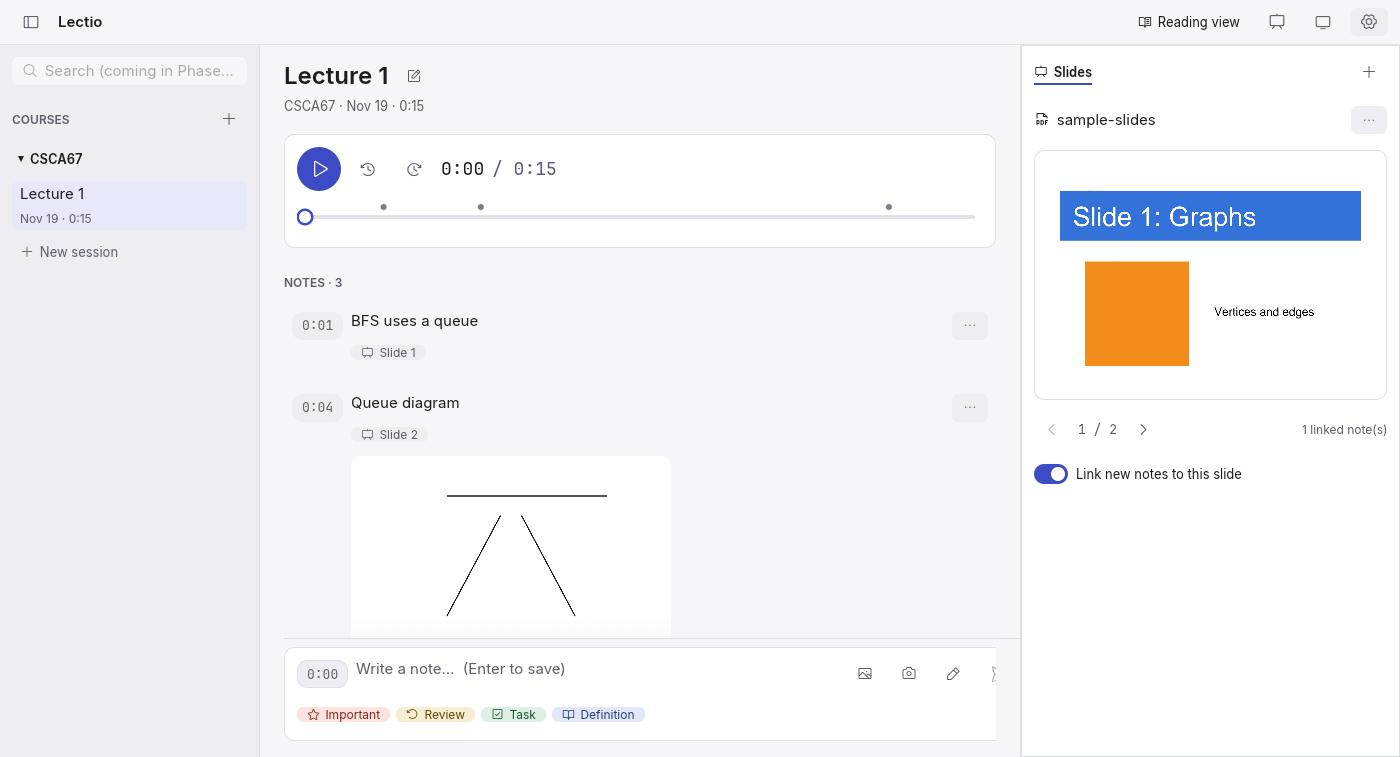 Lectio
Reading view
Search (coming in Phase...
COURSES
CSCA67
Lecture 1
Nov 19 · 0:15
New session
Lecture 1
CSCA67 · Nov 19 · 0:15
0:00 / 0:15
NOTES · 3
0:01
BFS uses a queue
Slide 1
0:04
Queue diagram
Slide 2
0:00
Write a note... (Enter to save)
Important
Review
Task
Definition
Slides
PDF
sample-slides
Slide 1: Graphs
Vertices and edges
1 / 2
1 linked note(s)
Link new notes to this slide